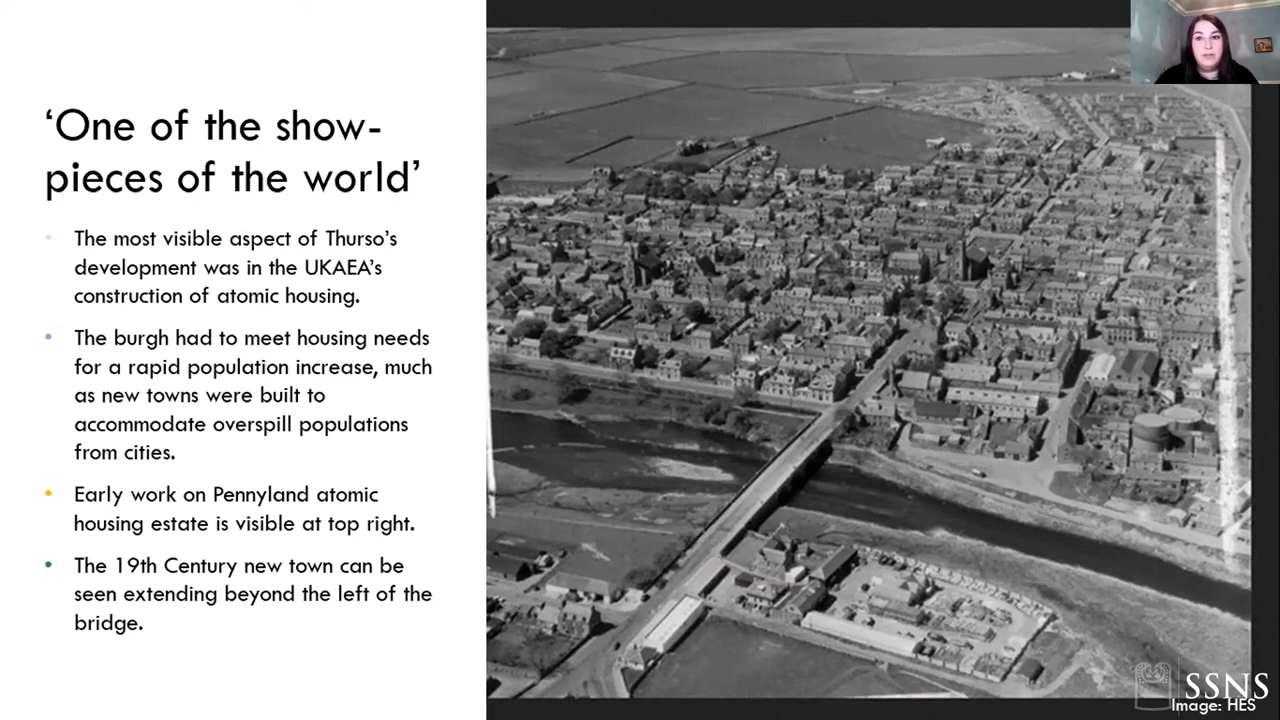 ‘One of the show-
pieces of the world’
The most visible aspect of Thurso’s
development was in the UKAEA’s
construction of atomic housing.
The burgh had to meet housing needs
for a rapid population increase, much
as new towns were built to
accommodate overspill populations
from cities.
Early work on Pennyland atomic
housing estate is visible at top right.
The 19th Century new town can be
seen extending beyond the left of the
bridge.
SSNS
Image: HES